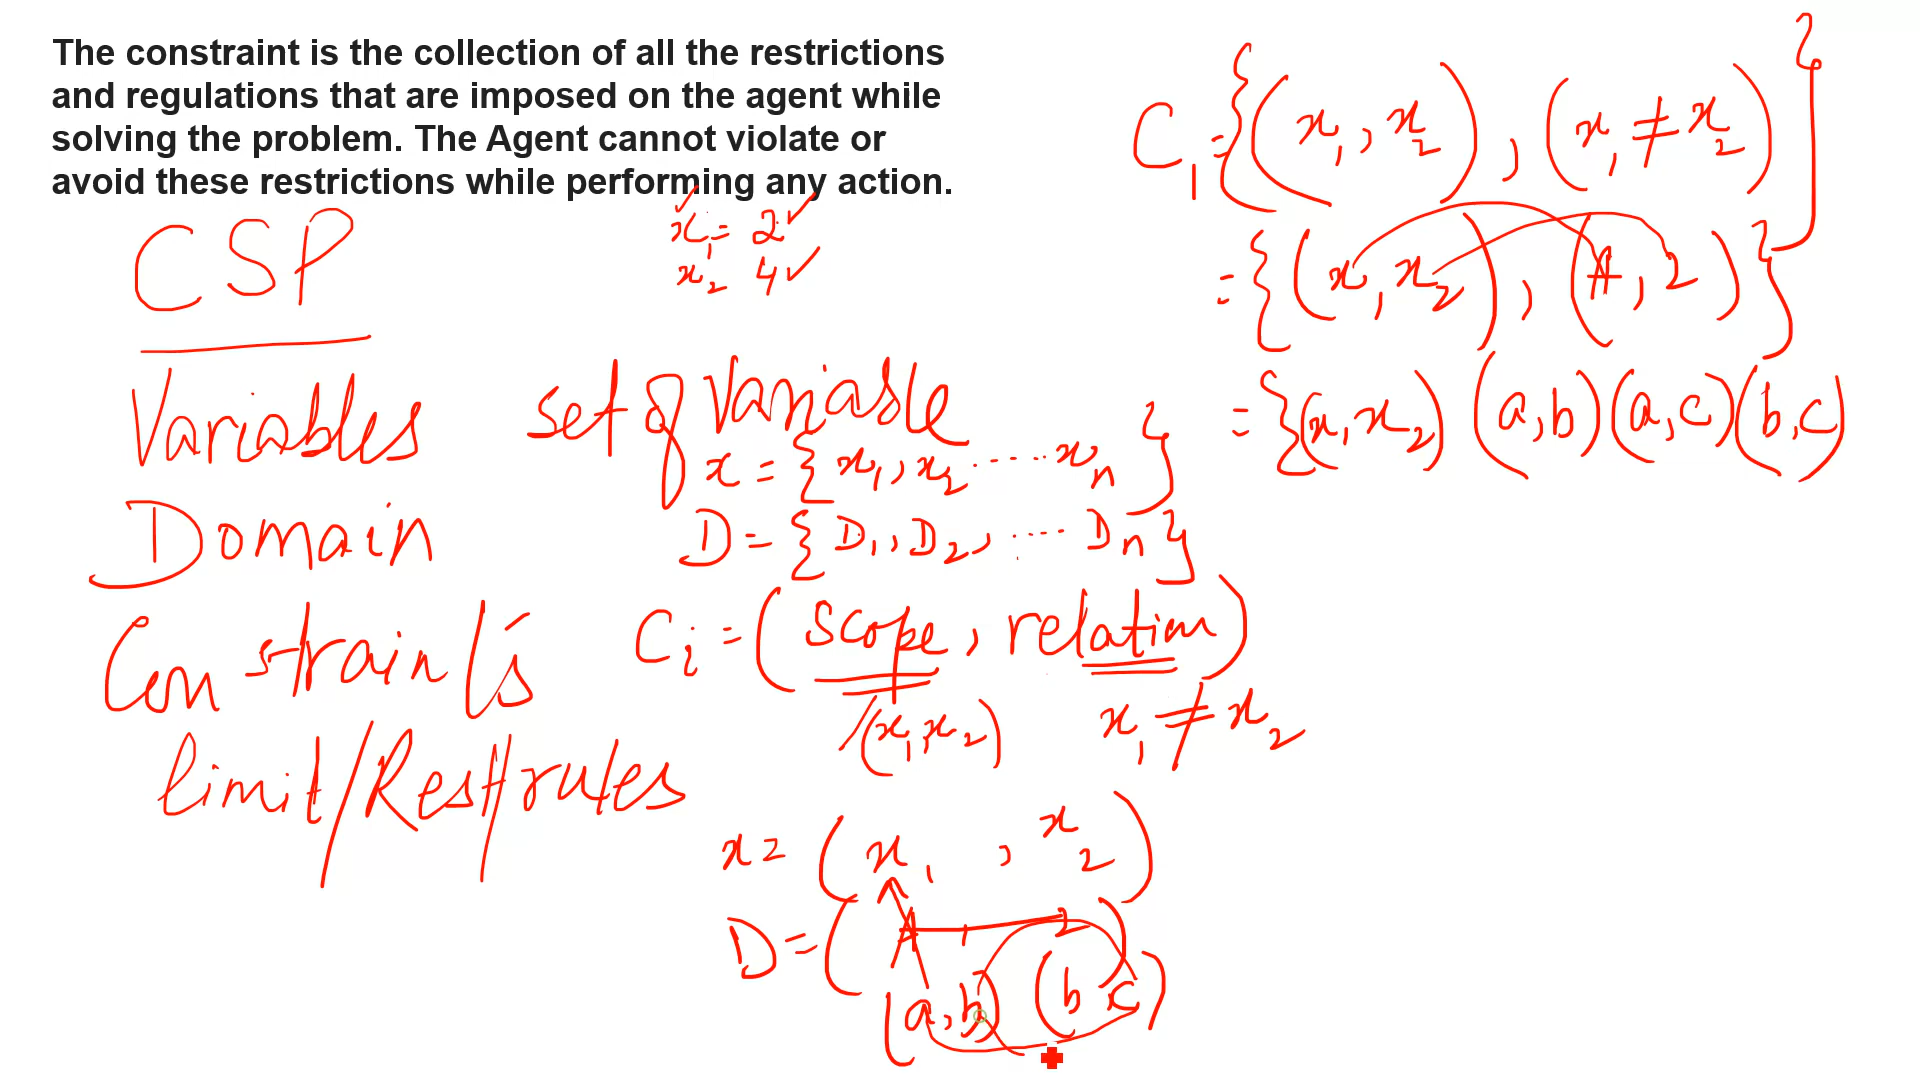 The constraint is the collection of all the restrictions
and regulations that are imposed on the agent while
solving the problem. The Agent cannot violate or
avoid these restrictions while performing any action.
CSP
x₁ = 2 ✓
x₂ 4 ✓
C₁ = {(x₁, x₂), (x₁ ≠ x₂)}
= {(x₁, x₂), (A, 2)}
= {(x₁, x₂) (a,b) (a,c) (b,c)
Variables set of Variable
x = {x₁, x₂ .... xₙ}
Domain D = {D₁, D₂, .... Dₙ}
Constraints Cᵢ = (scope, relation)
(x₁, x₂) x₁ ≠ x₂
limit/Rest/rules
x = (x₁, x₂)
D = (A, 2)
(a,b) (b c)